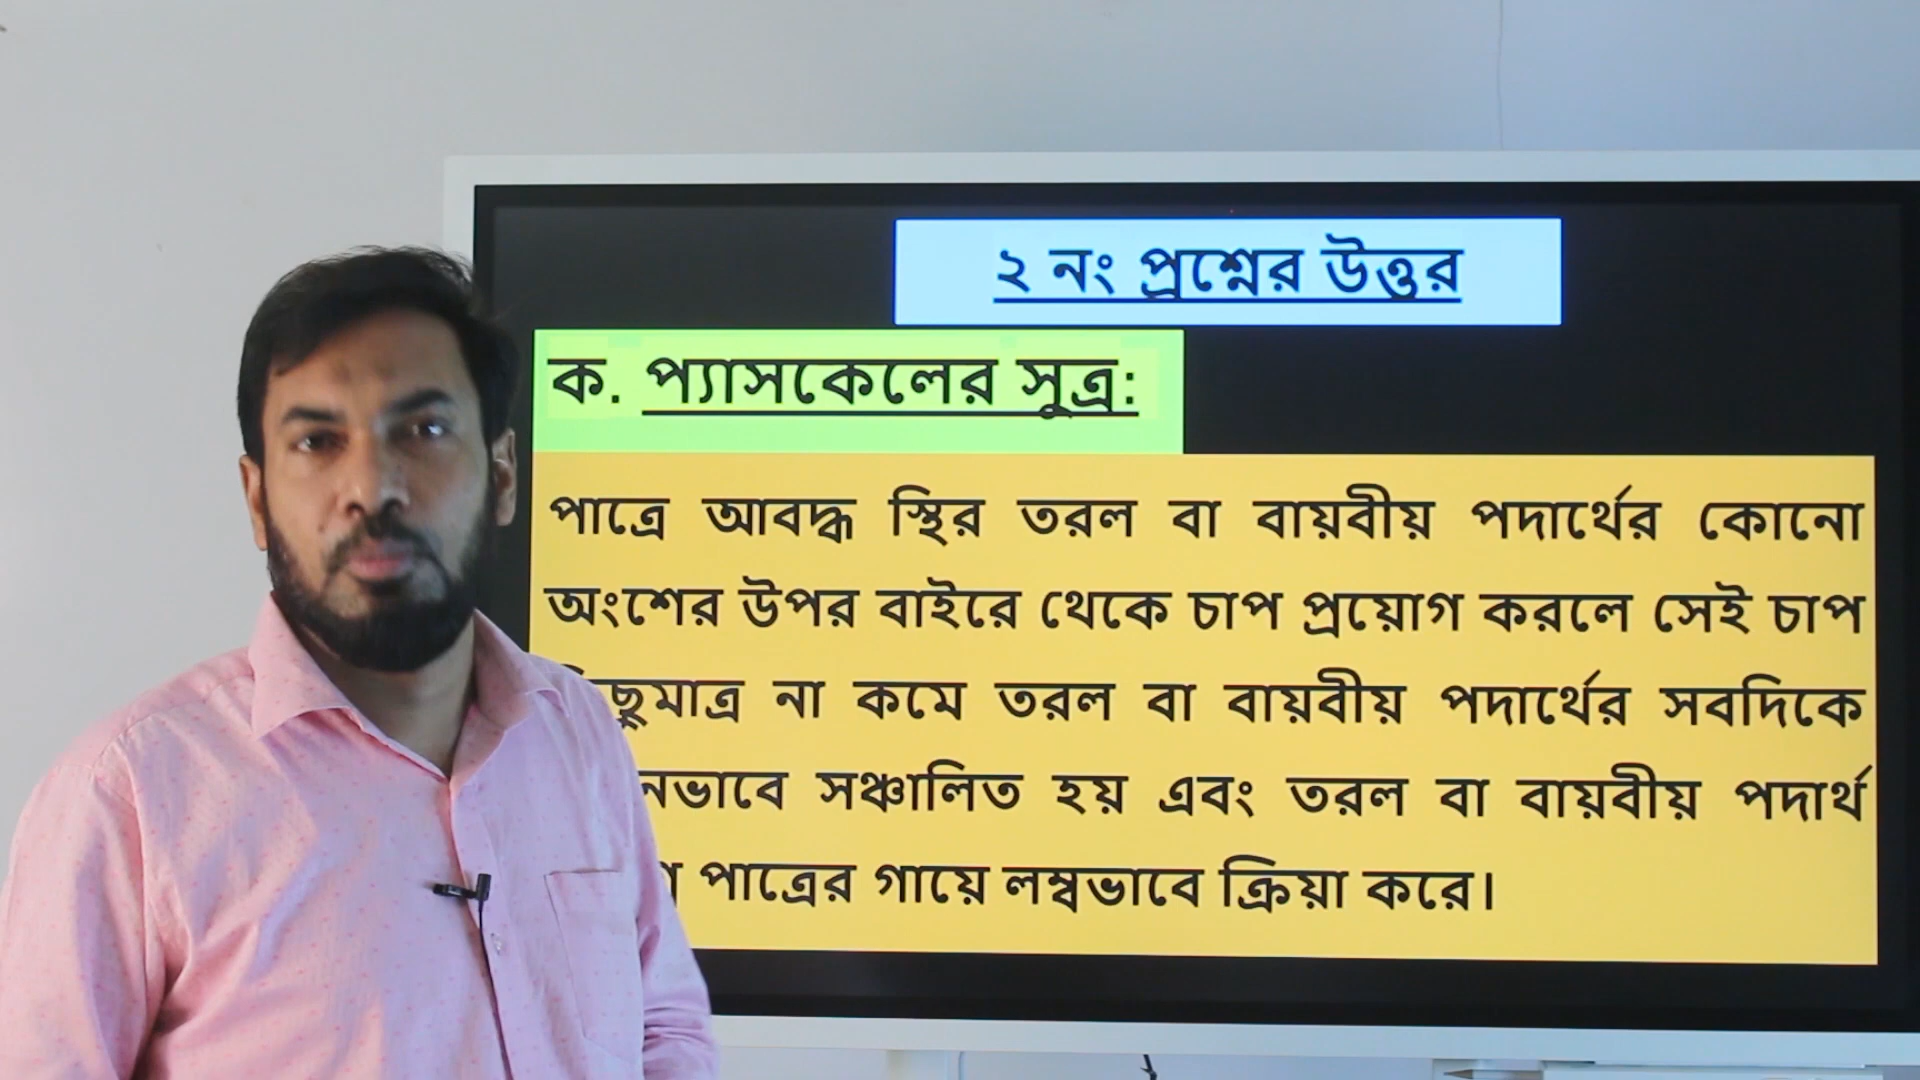 ২ নং প্রশ্নের উত্তর
ক. প্যাসকেলের সুত্র:
পাত্রে আবদ্ধ স্থির তরল বা বায়বীয় পদার্থের কোনো
অংশের উপর বাইরে থেকে চাপ প্রয়োগ করলে সেই চাপ
না কমে তরল বা বায়বীয় পদার্থের সবদিকে
সঞ্চালিত হয় এবং তরল বা বায়বীয় পদার্থ
পাত্রের গায়ে লম্বভাবে ক্রিয়া করে।